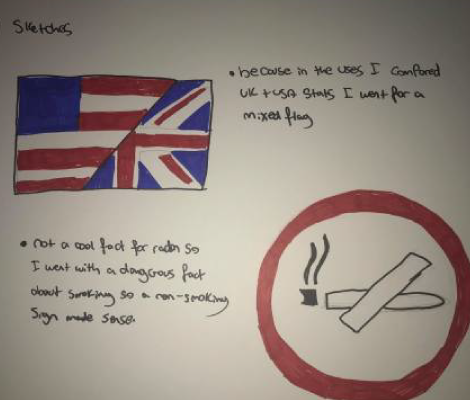 Sketches
• because in the uses I compared
UK + USA stats I went for a
mixed flag
• not a cool fact for radon so
I went with a dangerous fact
about smoking so a non-smoking
sign made sense.